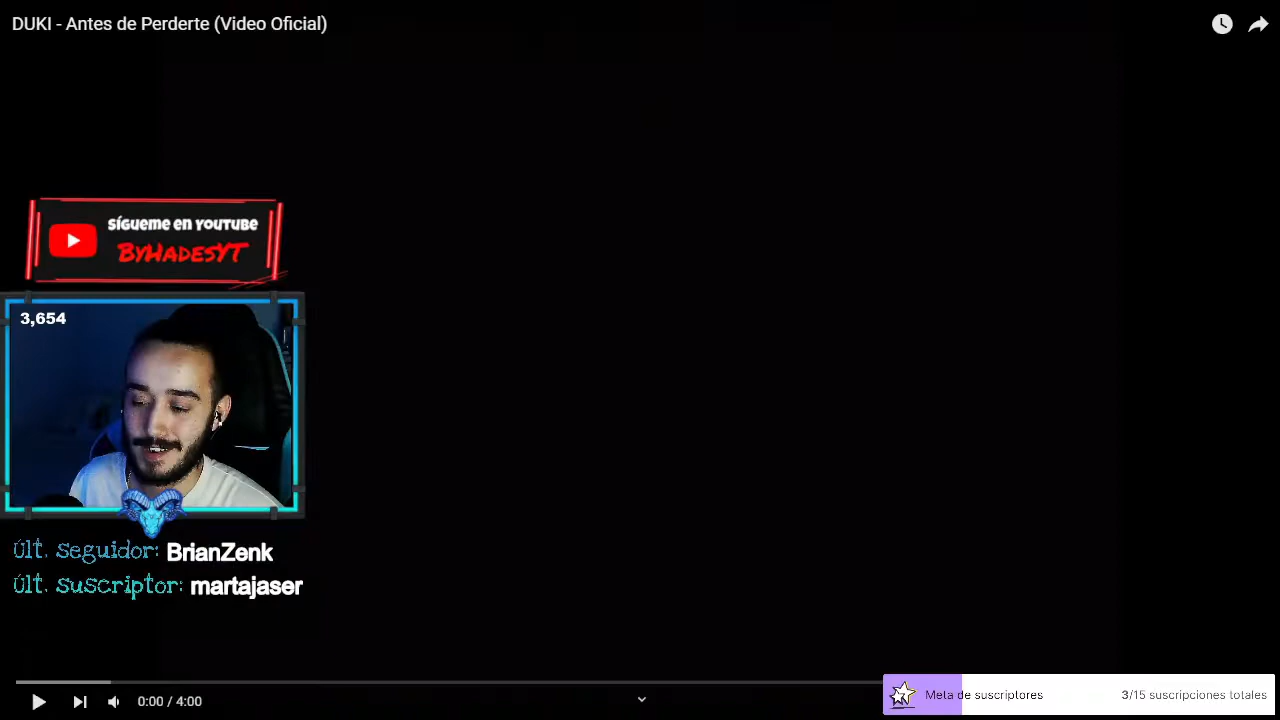 DUKI - Antes de Perderte (Video Oficial)
SÍGUEME EN YOUTUBE
BYHADESYT
3,654
Últ. seguidor: BrianZenk
Últ. suscriptor: martajaser
0:00 / 4:00
Meta de suscriptores 3/15 suscripciones totales